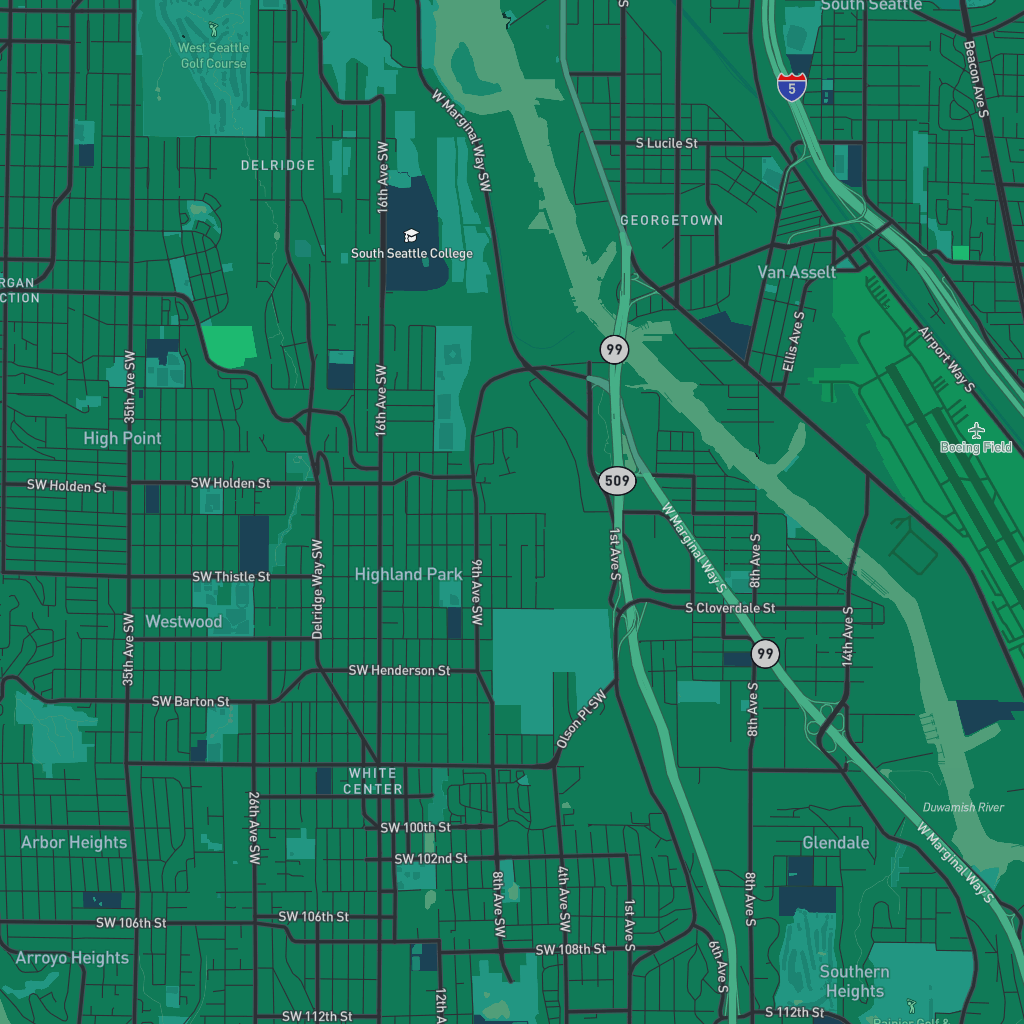 South Seattle
S
West Seattle
Golf Course
5
Beacon Ave S
W Marginal Way SW
S Lucile St
DELRIDGE
16th Ave SW
GEORGETOWN
South Seattle College
Van Asselt
RGAN
CTION
Ellis Ave S
Airport Way S
99
35th Ave SW
16th Ave SW
High Point
Boeing Field
SW Holden St
SW Holden St
509
W Marginal Way S
1st Ave S
8th Ave S
Delridge Way SW
9th Ave SW
SW Thistle St
Highland Park
S Cloverdale St
14th Ave S
Westwood
35th Ave SW
99
SW Henderson St
SW Barton St
8th Ave S
Olson Pl SW
WHITE
CENTER
Duwamish River
26th Ave SW
SW 100th St
Arbor Heights
Glendale
W Marginal Way S
SW 102nd St
8th Ave SW
4th Ave SW
8th Ave S
1st Ave S
SW 106th St
SW 106th St
SW 108th St
Arroyo Heights
6th Ave S
Southern
Heights
12th A
SW 112th St
S 112th St
Rainier Golf &